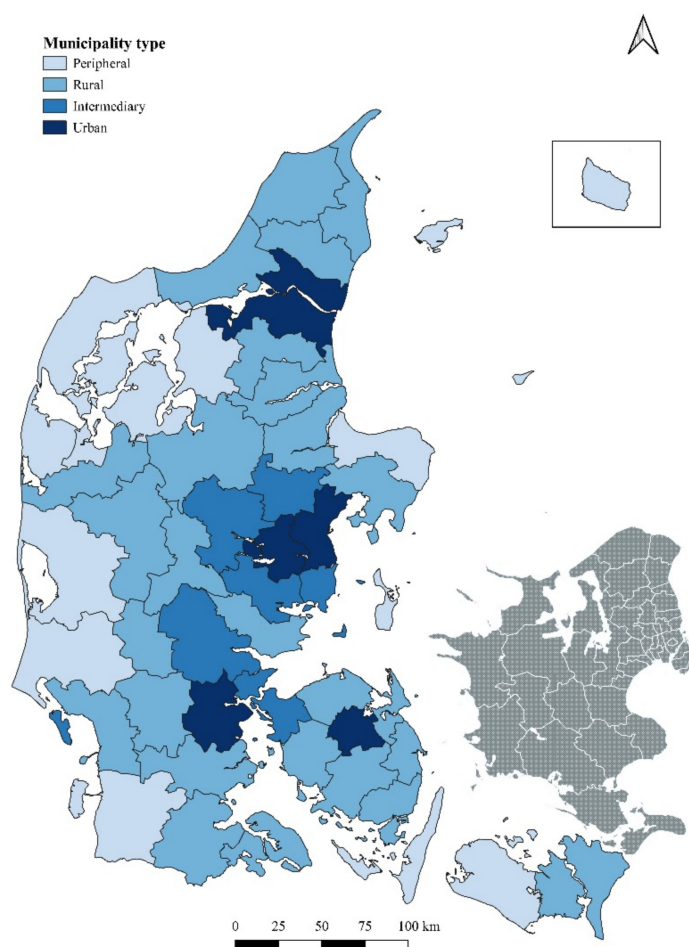 Municipality type
Peripheral
Rural
Intermediary
Urban
0 25 50 75 100 km